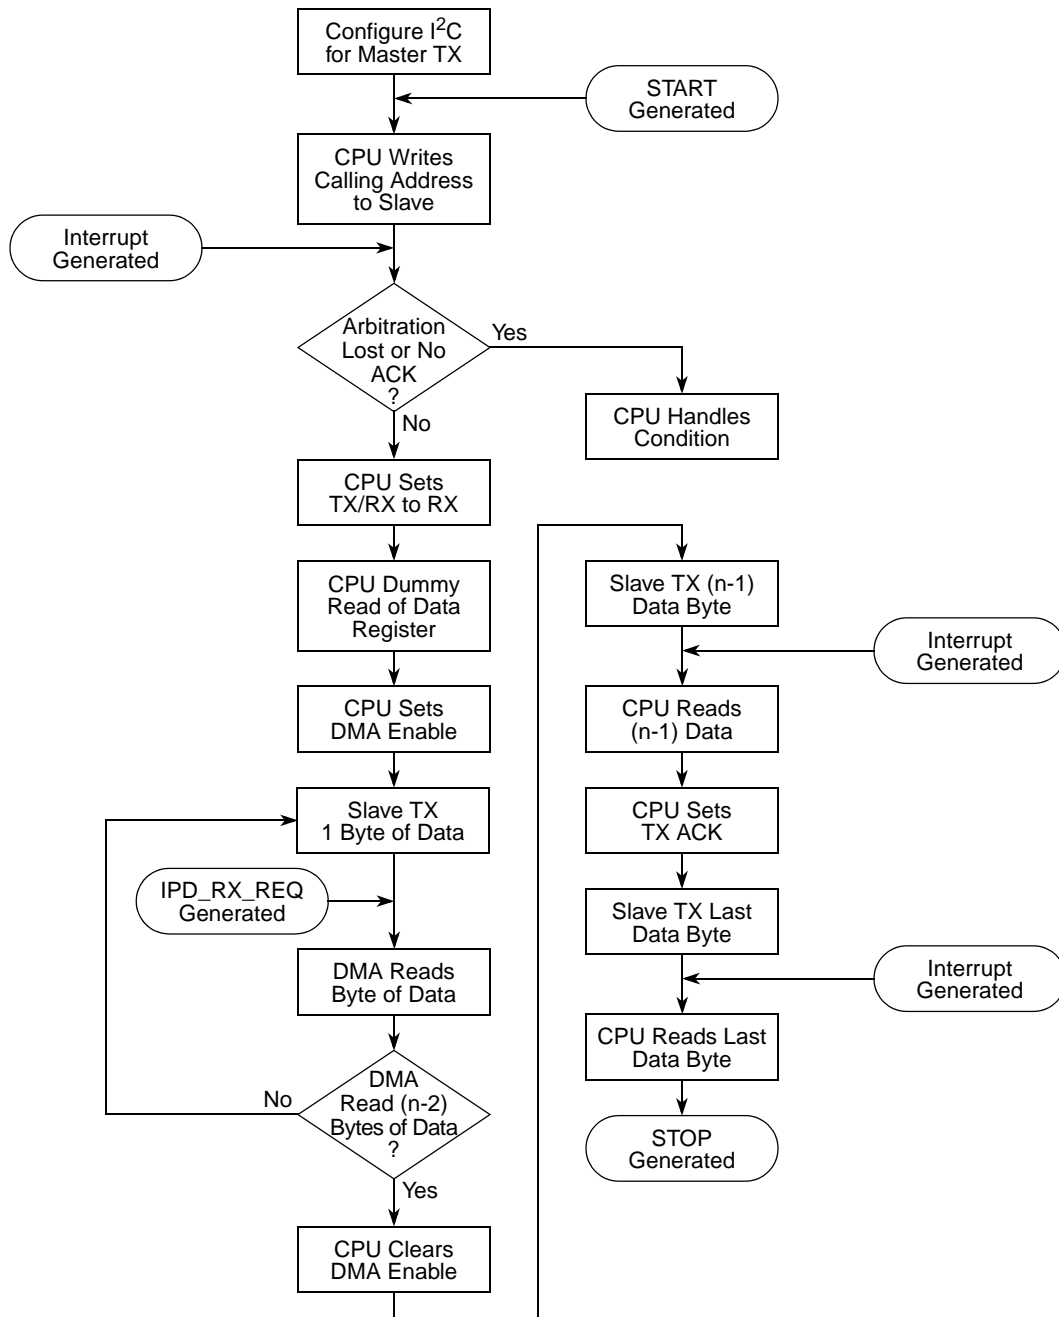 Configure I²C
for Master TX
START
Generated
CPU Writes
Calling Address
to Slave
Interrupt
Generated
Arbitration
Lost or No
ACK
?
Yes
No
CPU Handles
Condition
CPU Sets
TX/RX to RX
CPU Dummy
Read of Data
Register
CPU Sets
DMA Enable
Slave TX
1 Byte of Data
IPD_RX_REQ
Generated
DMA Reads
Byte of Data
DMA
Read (n-2)
Bytes of Data
?
No
Yes
CPU Clears
DMA Enable
Slave TX (n-1)
Data Byte
Interrupt
Generated
CPU Reads
(n-1) Data
CPU Sets
TX ACK
Slave TX Last
Data Byte
Interrupt
Generated
CPU Reads Last
Data Byte
STOP
Generated